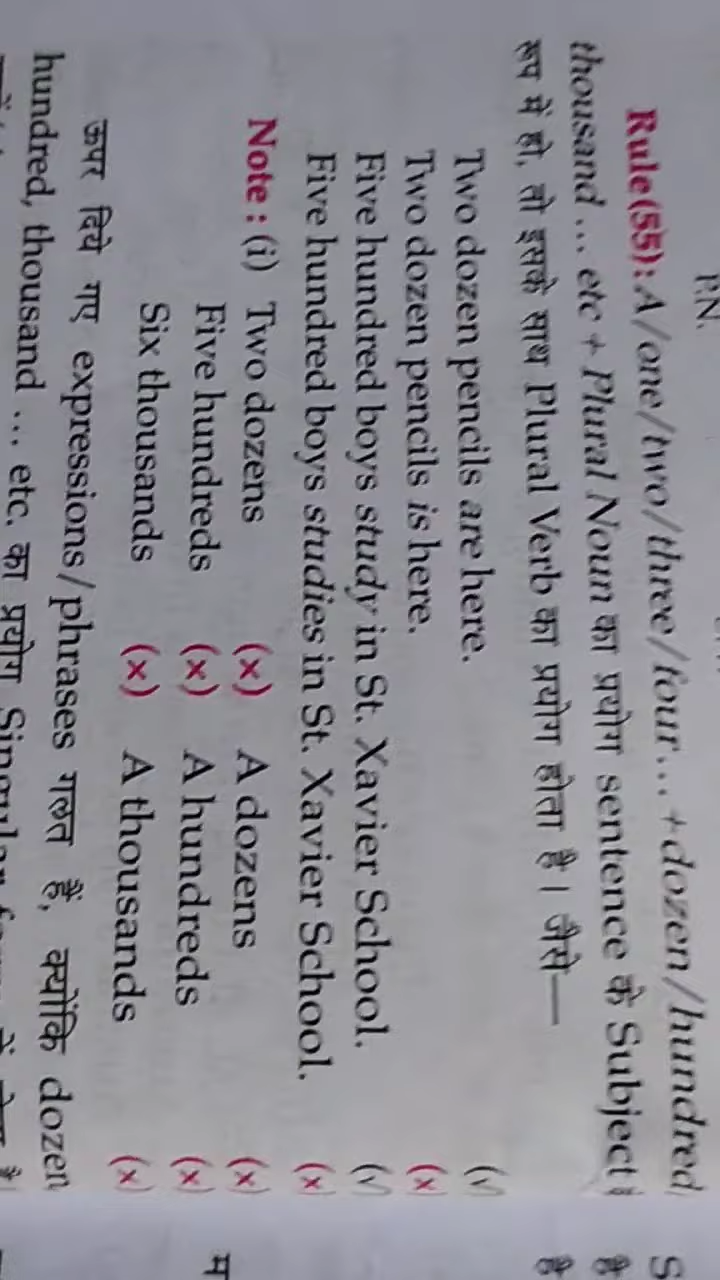 P.N.
Rule(55): A/one/two/three/four... +dozen/hundred/
thousand ... etc + Plural Noun का प्रयोग sentence के Subject के
रूप में हो, तो इसके साथ Plural Verb का प्रयोग होता है। जैसे—
Two dozen pencils are here. (✓)
Two dozen pencils is here. (×)
Five hundred boys study in St. Xavier School. (✓)
Five hundred boys studies in St. Xavier School. (×)
Note : (i) Two dozens (×) A dozens (×)
Five hundreds (×) A hundreds (×)
Six thousands (×) A thousands (×)
ऊपर दिये गए expressions/phrases गलत हैं, क्योंकि dozen,
hundred, thousand ... etc. का प्रयोग Singular